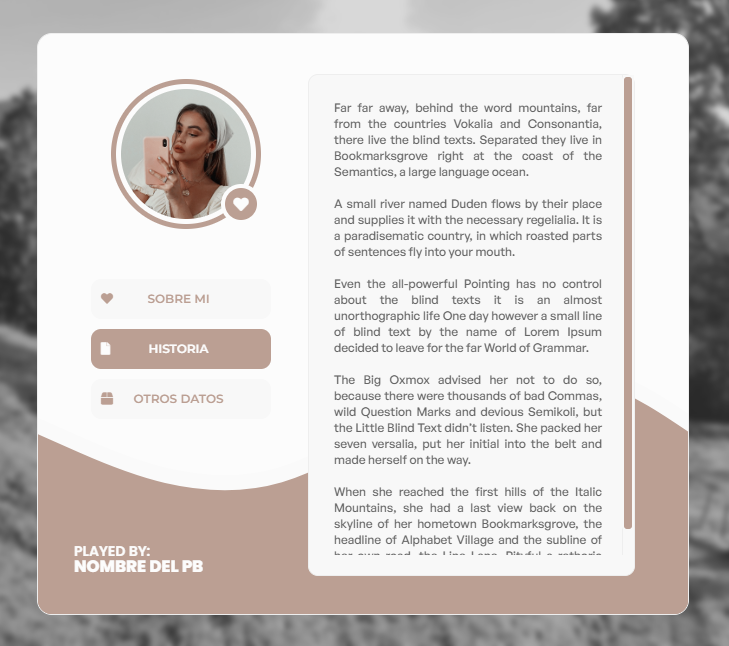 SOBRE MI
HISTORIA
OTROS DATOS
PLAYED BY:
NOMBRE DEL PB
Far far away, behind the word mountains, far
from the countries Vokalia and Consonantia,
there live the blind texts. Separated they live in
Bookmarksgrove right at the coast of the
Semantics, a large language ocean.
A small river named Duden flows by their place
and supplies it with the necessary regelialia. It is
a paradisematic country, in which roasted parts
of sentences fly into your mouth.
Even the all-powerful Pointing has no control
about the blind texts it is an almost
unorthographic life One day however a small line
of blind text by the name of Lorem Ipsum
decided to leave for the far World of Grammar.
The Big Oxmox advised her not to do so,
because there were thousands of bad Commas,
wild Question Marks and devious Semikoli, but
the Little Blind Text didn't listen. She packed her
seven versalia, put her initial into the belt and
made herself on the way.
When she reached the first hills of the Italic
Mountains, she had a last view back on the
skyline of her hometown Bookmarksgrove, the
headline of Alphabet Village and the subline of
her own road, the Line Lane. Pityful a rethoric